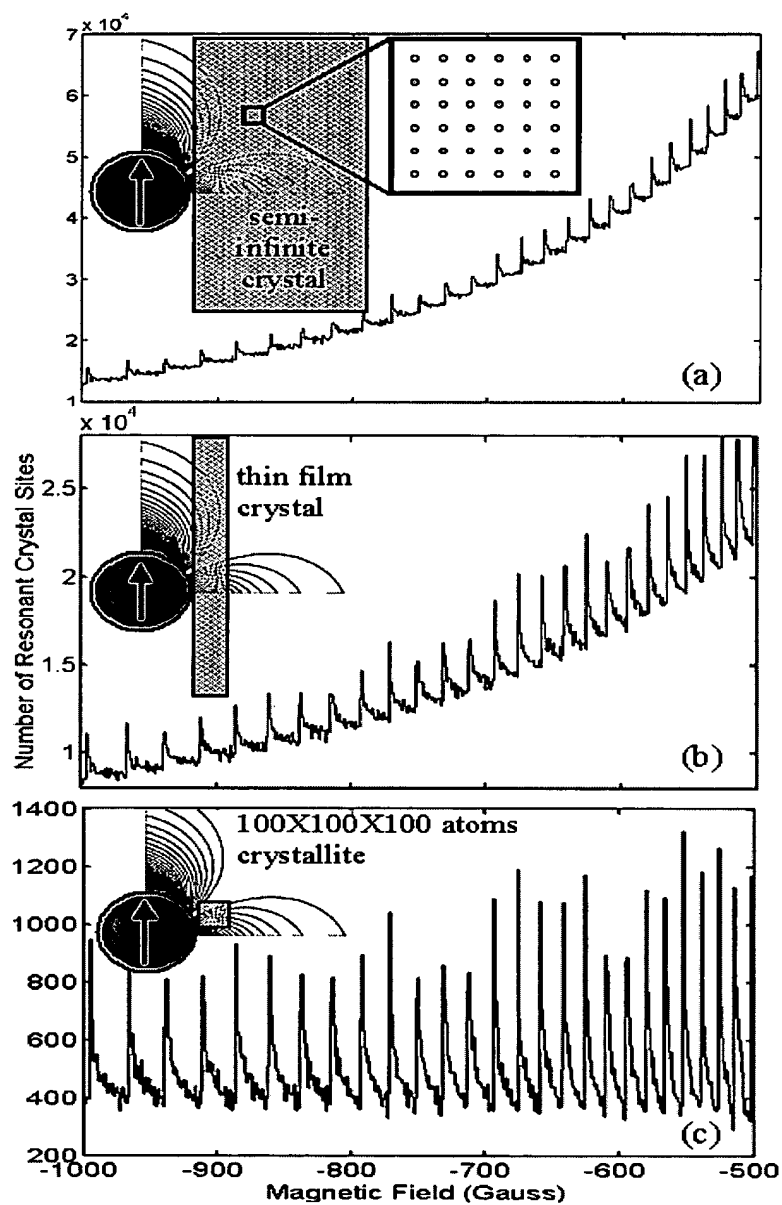 x 10⁴
7
6
5
4
3
2
1
semi-
infinite
crystal
(a)
x 10⁴
2.5
2
1.5
1
thin film
crystal
(b)
Number of Resonant Crystal Sites
1400
1200
1000
800
600
400
200
100X100X100 atoms
crystallite
(c)
-1000 -900 -800 -700 -600 -500
Magnetic Field (Gauss)